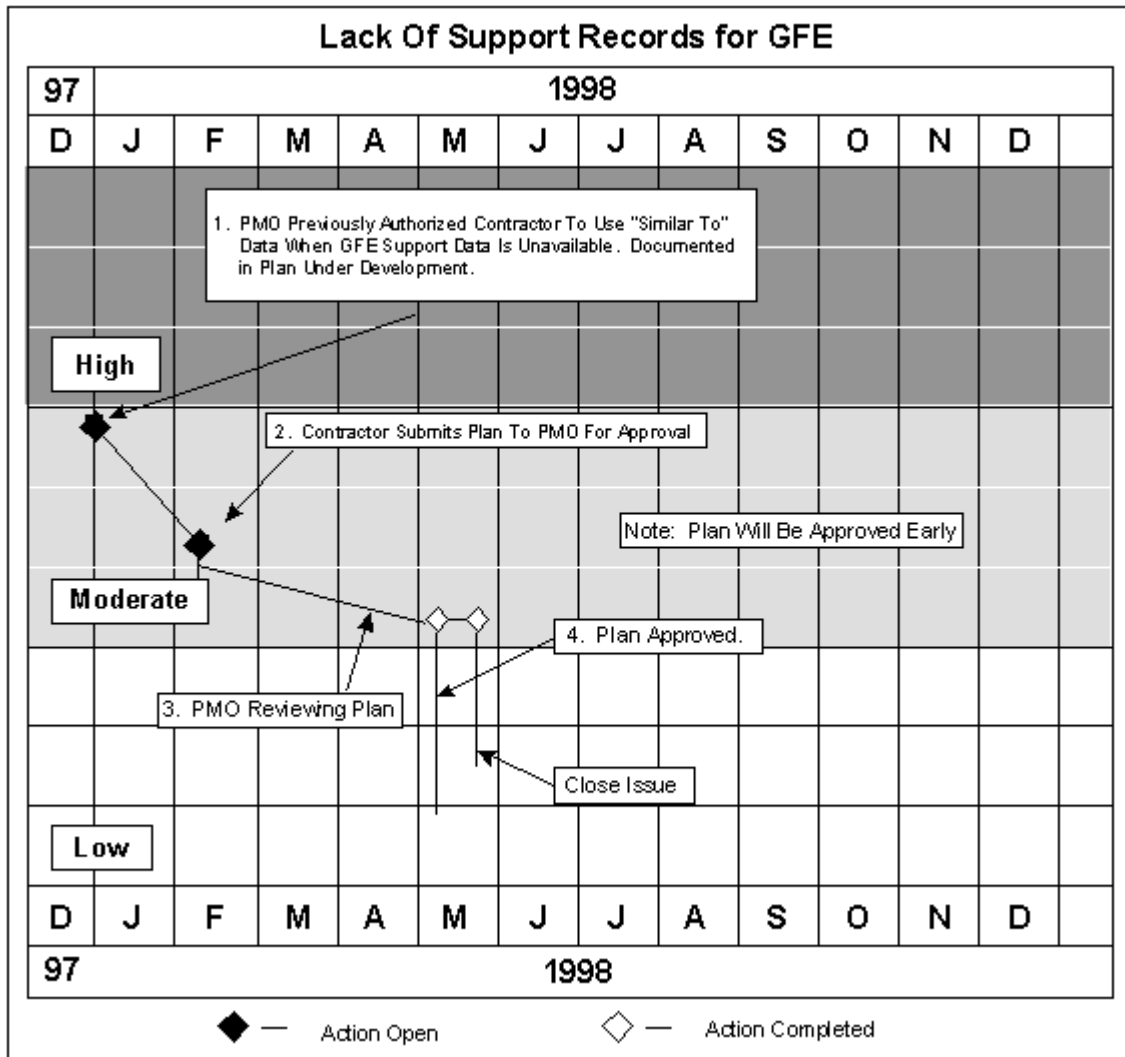 Lack Of Support Records for GFE
97 1998
D J F M A M J J A S O N D
1. PMO Previously Authorized Contractor To Use "Similar To"
Data When GFE Support Data Is Unavailable. Documented
in Plan Under Development.
High
2. Contractor Submits Plan To PMO For Approval
Note: Plan Will Be Approved Early
Moderate
4. Plan Approved.
3. PMO Reviewing Plan
Close Issue
Low
D J F M A M J J A S O N D
97 1998
— Action Open — Action Completed